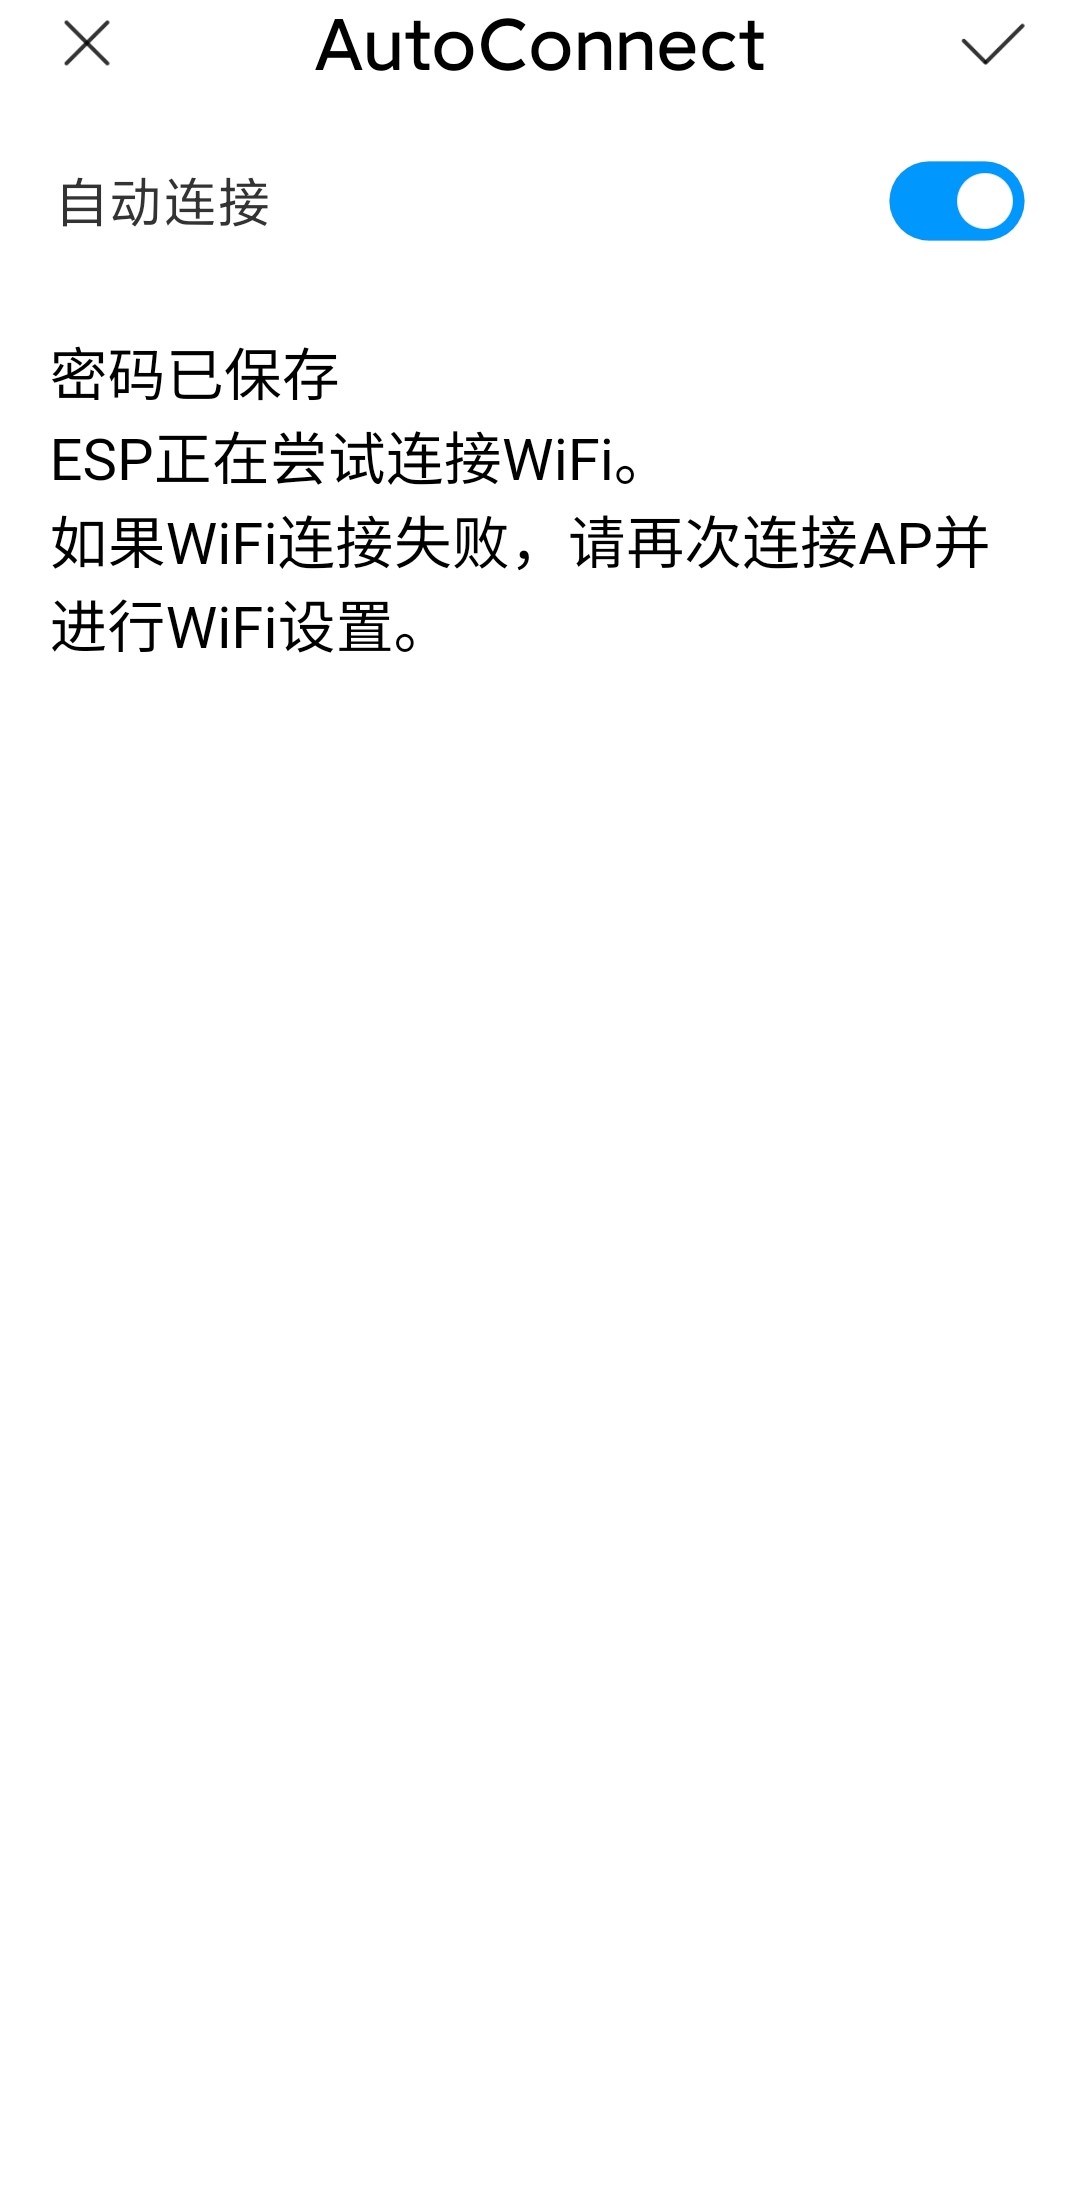 AutoConnect
自动连接
密码已保存
ESP正在尝试连接WiFi。
如果WiFi连接失败，请再次连接AP并
进行WiFi设置。